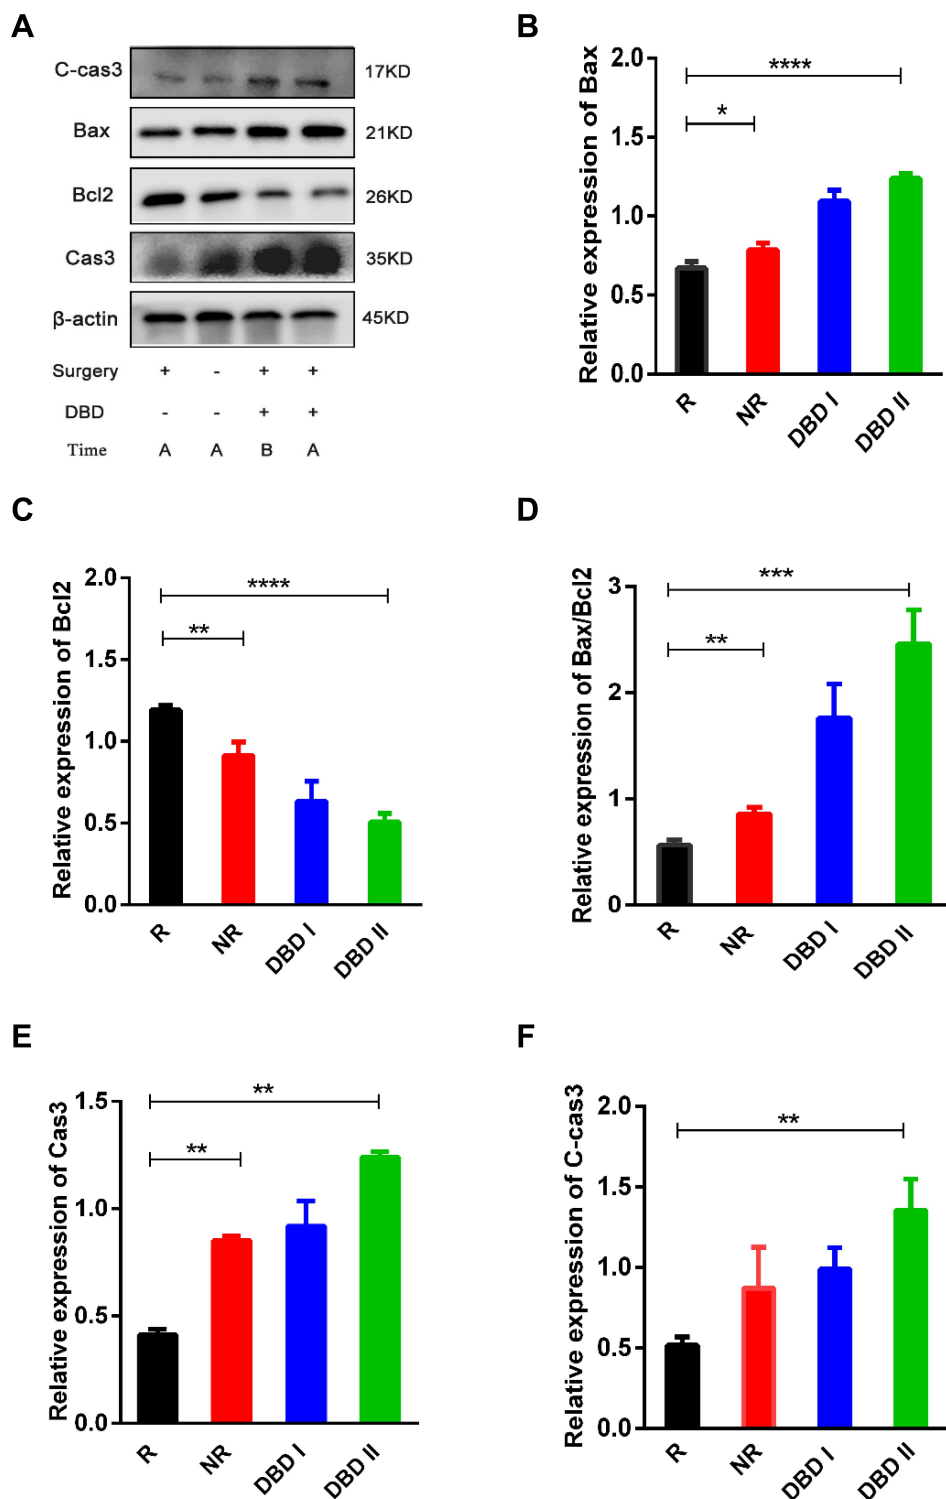 A
C-cas3 17KD
Bax 21KD
Bcl2 26KD
Cas3 35KD
β-actin 45KD
Surgery + - + +
DBD - - + +
Time A A B A
B
Relative expression of Bax
2.0
1.5
1.0
0.5
0.0
****
*
R NR DBD I DBD II
C
Relative expression of Bcl2
2.0
1.5
1.0
0.5
0.0
****
**
R NR DBD I DBD II
D
Relative expression of Bax/Bcl2
3
2
1
0
***
**
R NR DBD I DBD II
E
Relative expression of Cas3
1.5
1.0
0.5
0.0
**
**
R NR DBD I DBD II
F
Relative expression of C-cas3
2.0
1.5
1.0
0.5
0.0
**
R NR DBD I DBD II